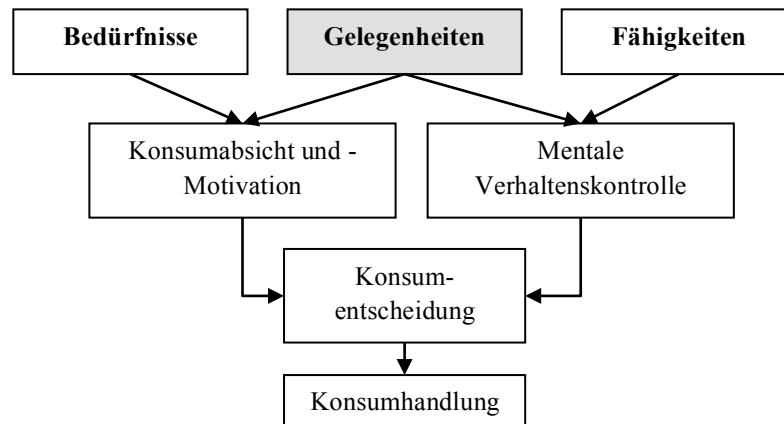 Bedürfnisse
Gelegenheiten
Fähigkeiten
Konsumabsicht und -
Motivation
Mentale
Verhaltenskontrolle
Konsum-
entscheidung
Konsumhandlung